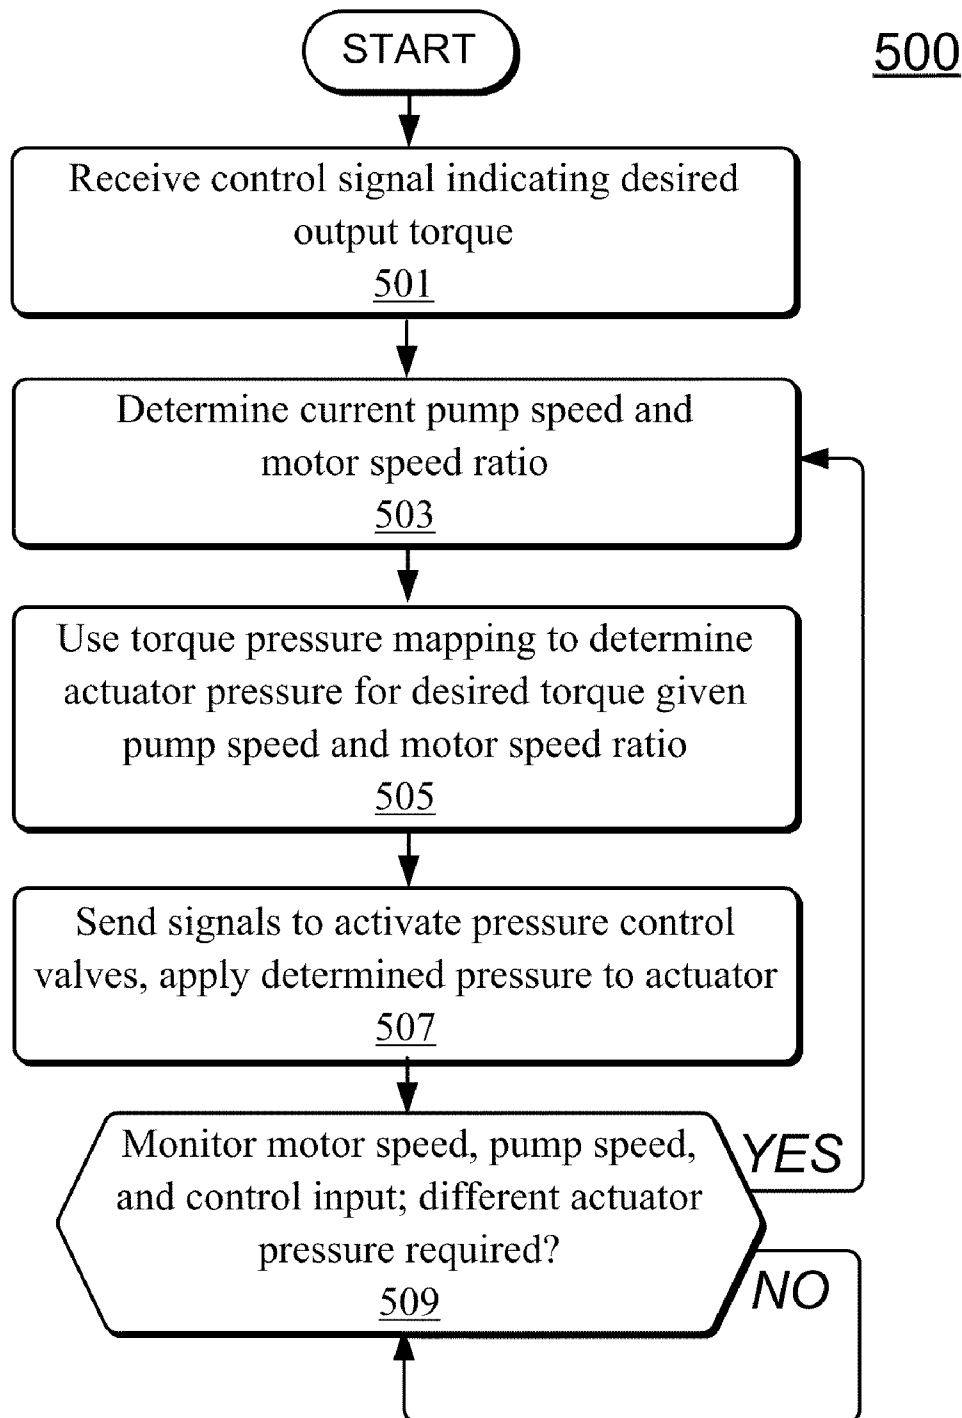 START
500
Receive control signal indicating desired
output torque
501
Determine current pump speed and
motor speed ratio
503
Use torque pressure mapping to determine
actuator pressure for desired torque given
pump speed and motor speed ratio
505
Send signals to activate pressure control
valves, apply determined pressure to actuator
507
Monitor motor speed, pump speed,
and control input; different actuator
pressure required?
509
YES
NO